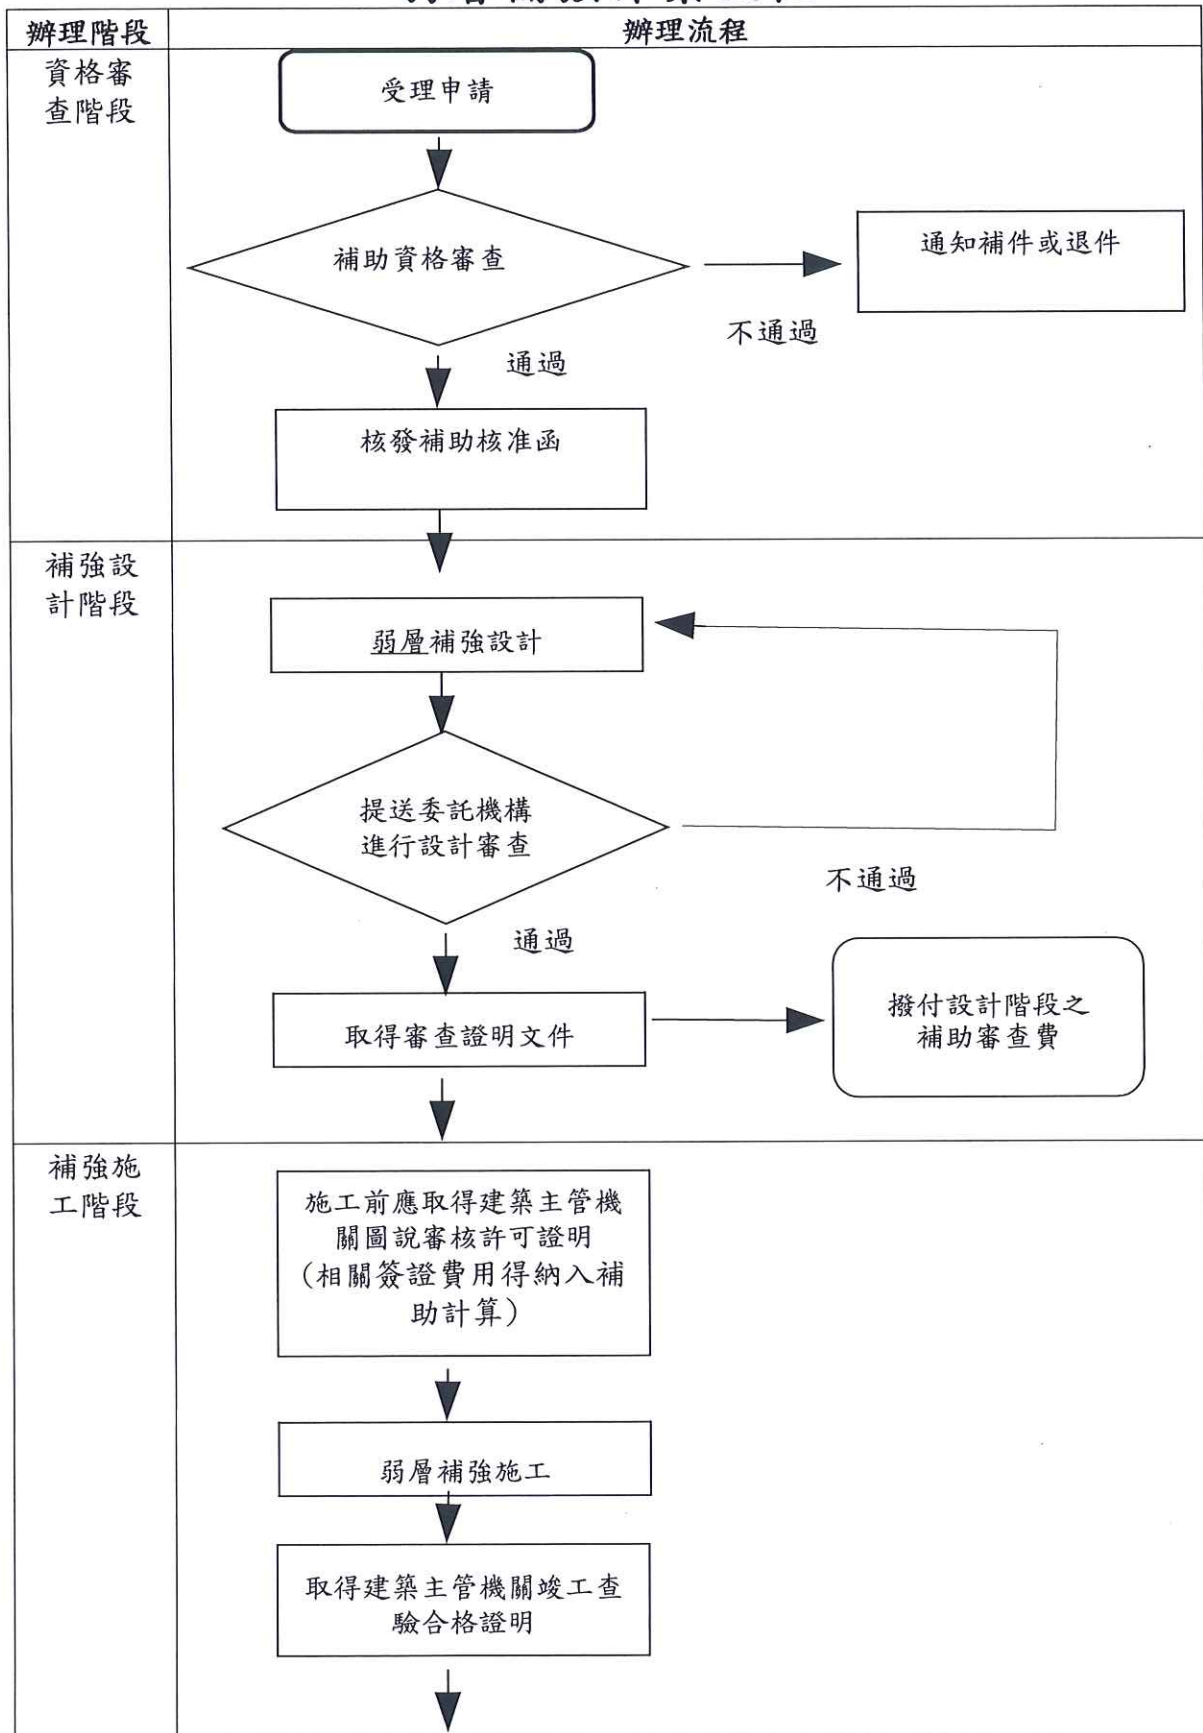 辦理階段
辦理流程
資格審
查階段
受理申請
補助資格審查
通知補件或退件
不通過
通過
核發補助核准函
補強設
計階段
弱層補強設計
提送委託機構
進行設計審查
不通過
通過
取得審查證明文件
撥付設計階段之
補助審查費
補強施
工階段
施工前應取得建築主管機
關圖說審核許可證明
(相關簽證費用得納入補
助計算)
弱層補強施工
取得建築主管機關竣工查
驗合格證明